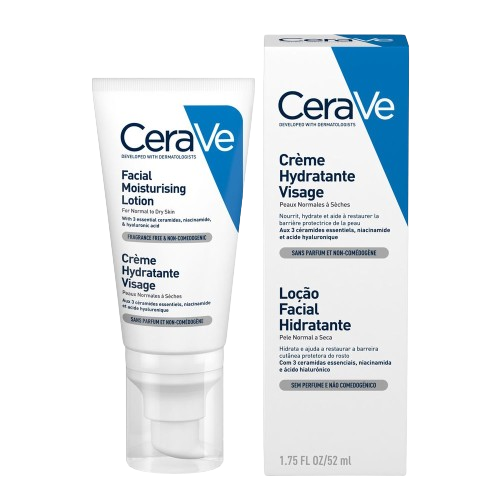 CeraVe
DEVELOPED WITH DERMATOLOGISTS
Facial
Moisturising
Lotion
For Normal to Dry Skin
With 3 essential ceramides, niacinamide,
& hyaluronic acid
FRAGRANCE FREE & NON-COMEDOGENIC
Crème
Hydratante
Visage
Peaux Normales à Sèches
Aux 3 céramides essentiels, niacinamide
et acide hyaluronique
SANS PARFUM ET NON-COMÉDOGÈNE
CeraVe
DEVELOPED WITH DERMATOLOGISTS
Crème
Hydratante
Visage
Peaux Normales à Sèches
Nourrit, hydrate et aide à restaurer la
barrière protectrice de la peau
Aux 3 céramides essentiels, niacinamide
et acide hyaluronique
SANS PARFUM ET NON-COMÉDOGÈNE
Loção
Facial
Hidratante
Pele Normal a Seca
Hidrata e ajuda a restaurar a barreira
cutânea protetora do rosto
Com 3 ceramidas essenciais, niacinamida
e ácido hialurónico
SEM PERFUME E NÃO COMEDOGÉNICO
1.75 FL OZ/52 ml